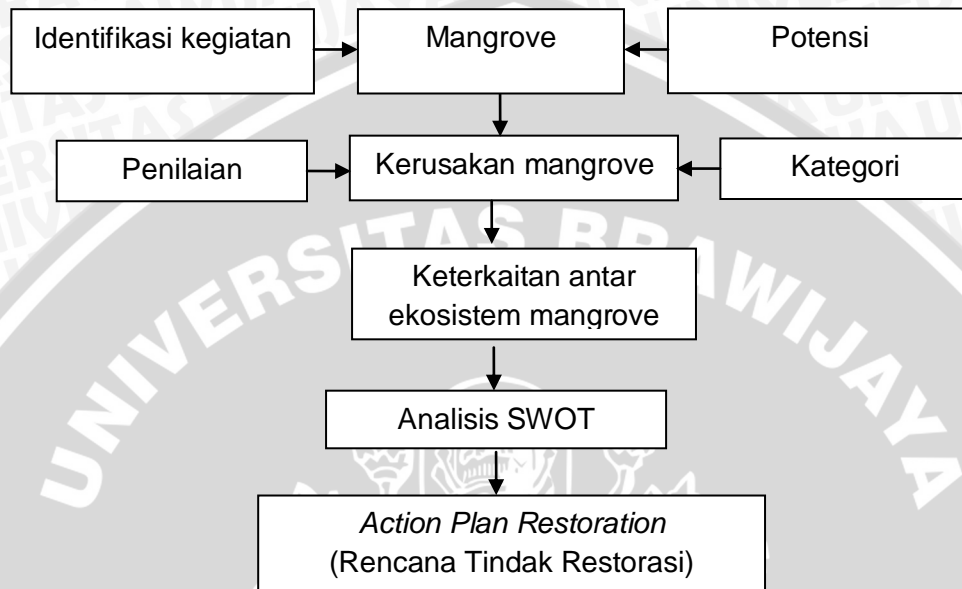 Identifikasi kegiatan
Mangrove
Potensi
Penilaian
Kerusakan mangrove
Kategori
Keterkaitan antar
ekosistem mangrove
Analisis SWOT
Action Plan Restoration
(Rencana Tindak Restorasi)
UNIVERSITAS BRAWIJAYA